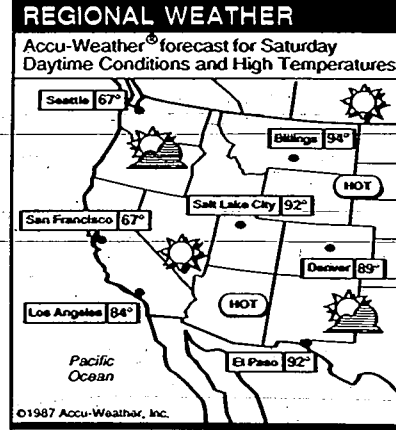 REGIONAL WEATHER
Accu-Weather® forecast for Saturday
Daytime Conditions and High Temperatures
Seattle 67°
Billings 94°
HOT
Salt Lake City 92°
San Francisco 67°
Denver 89°
Los Angeles 84°
HOT
El Paso 92°
Pacific
Ocean
©1987 Accu-Weather, Inc.